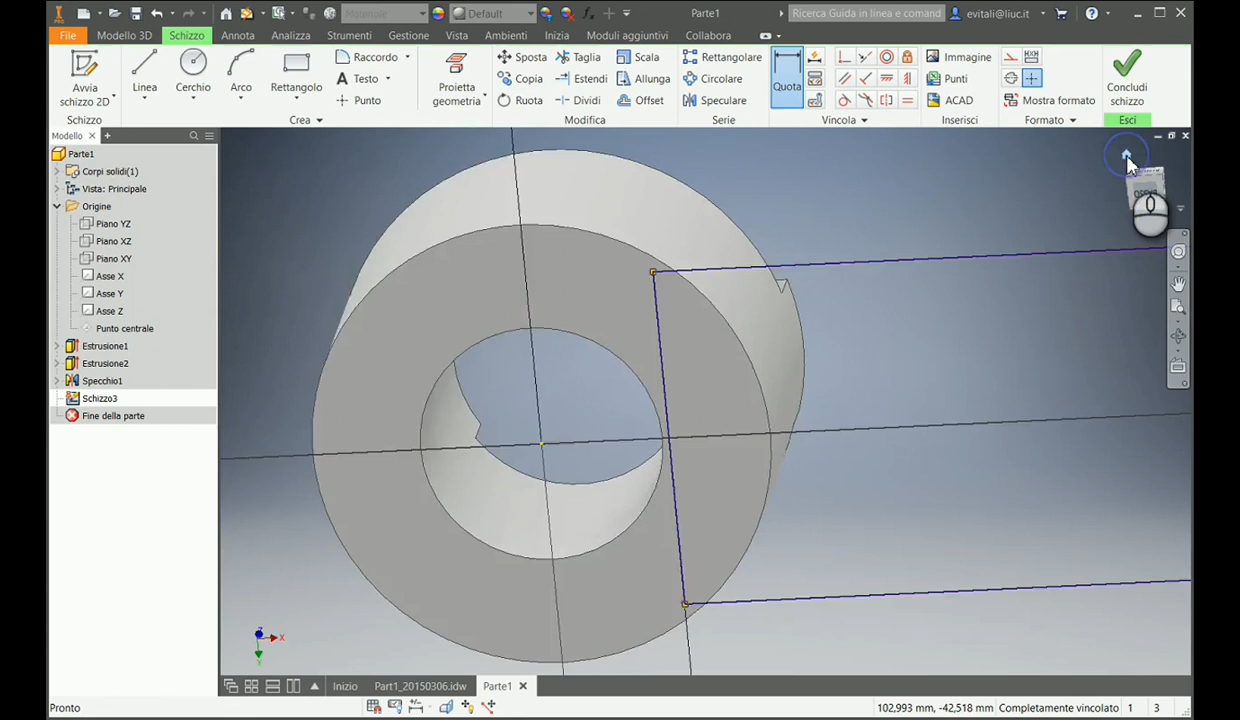 PRO
Materiale
Default
Parte1
Ricerca Guida in linea e comand
evitali@liuc.it
File
Modello 3D
Schizzo
Annota
Analizza
Strumenti
Gestione
Vista
Ambienti
Inizia
Moduli aggiuntivi
Collabora
Avvia
schizzo 2D
Linea
Cerchio
Arco
Rettangolo
Raccordo
Testo
Punto
Proietta
geometria
Sposta
Copia
Ruota
Taglia
Estendi
Dividi
Scala
Allunga
Offset
Rettangolare
Circolare
Speculare
Quota
Immagine
Punti
ACAD
Mostra formato
Concludi
schizzo
Schizzo
Crea
Modifica
Serie
Vincola
Inserisci
Formato
Esci
Modello
Parte1
Corpi solidi(1)
Vista: Principale
Origine
Piano YZ
Piano XZ
Piano XY
Asse X
Asse Y
Asse Z
Punto centrale
Estrusione1
Estrusione2
Specchio1
Schizzo3
Fine della parte
Z
X
Y
Inizio
Part1_20150306.idw
Parte1
Pronto
102,993 mm, -42,518 mm
Completamente vincolato
1
3